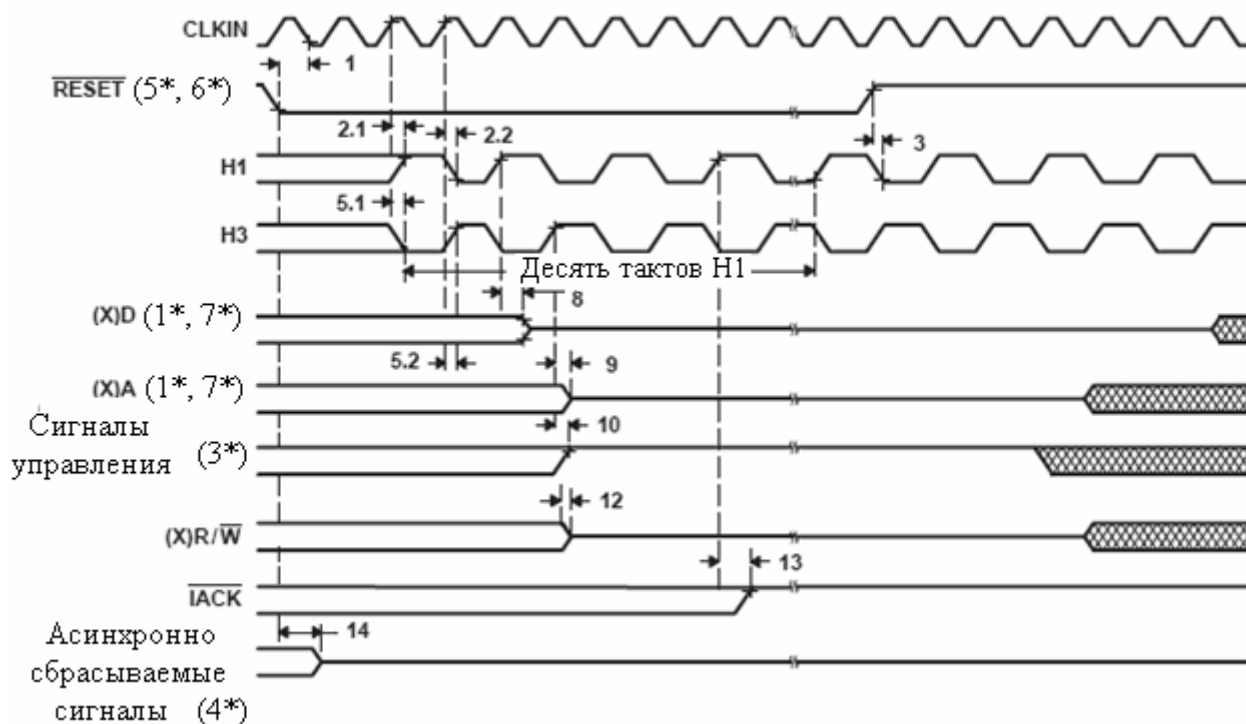 CLKIN
1
RESET (5*, 6*)
2.1
2.2
3
H1
5.1
H3
Десять тактов H1
8
(X)D (1*, 7*)
5.2
9
(X)A (1*, 7*)
10
Сигналы
управления (3*)
12
(X)R/W
13
IACK
14
Асинхронно
сбрасываемые
сигналы (4*)